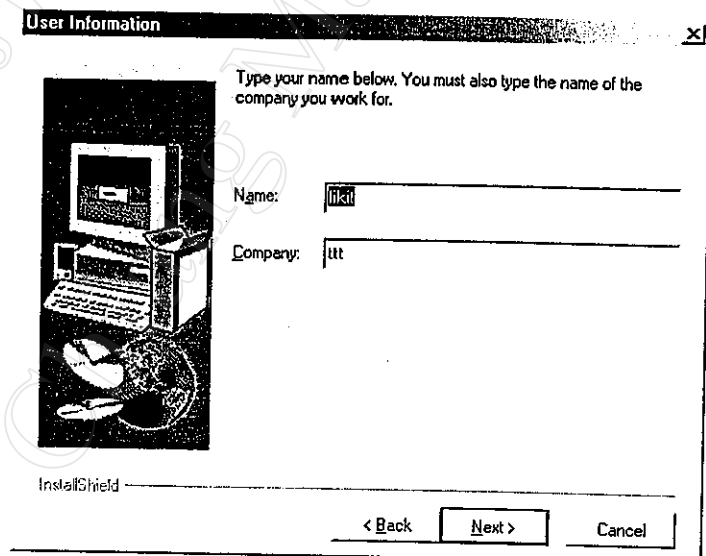 User Information
Type your name below. You must also type the name of the
company you work for.
Name: likit
Company: ttt
InstallShield
< Back Next > Cancel